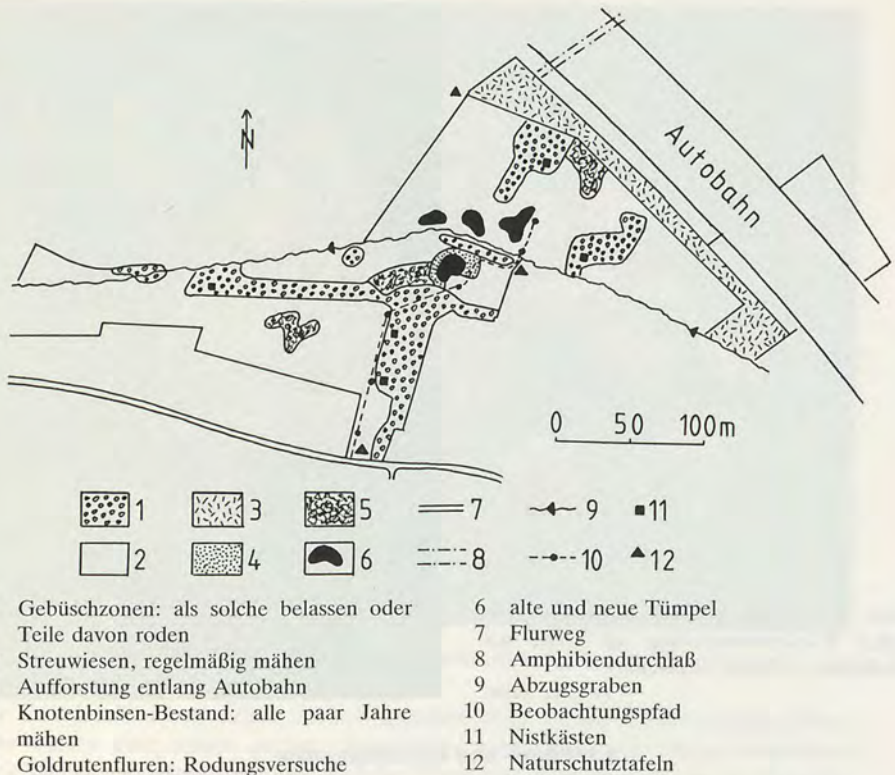 N
Autobahn
0 50 100m
1 3 5 7 9 11
2 4 6 8 10 12
Gebüschzonen: als solche belassen oder
Teile davon roden
Streuwiesen, regelmäßig mähen
Aufforstung entlang Autobahn
Knotenbinsen-Bestand: alle paar Jahre
mähen
Goldrutenfluren: Rodungsversuche
6 alte und neue Tümpel
7 Flurweg
8 Amphibiendurchlaß
9 Abzugsgraben
10 Beobachtungspfad
11 Nistkästen
12 Naturschutztafeln